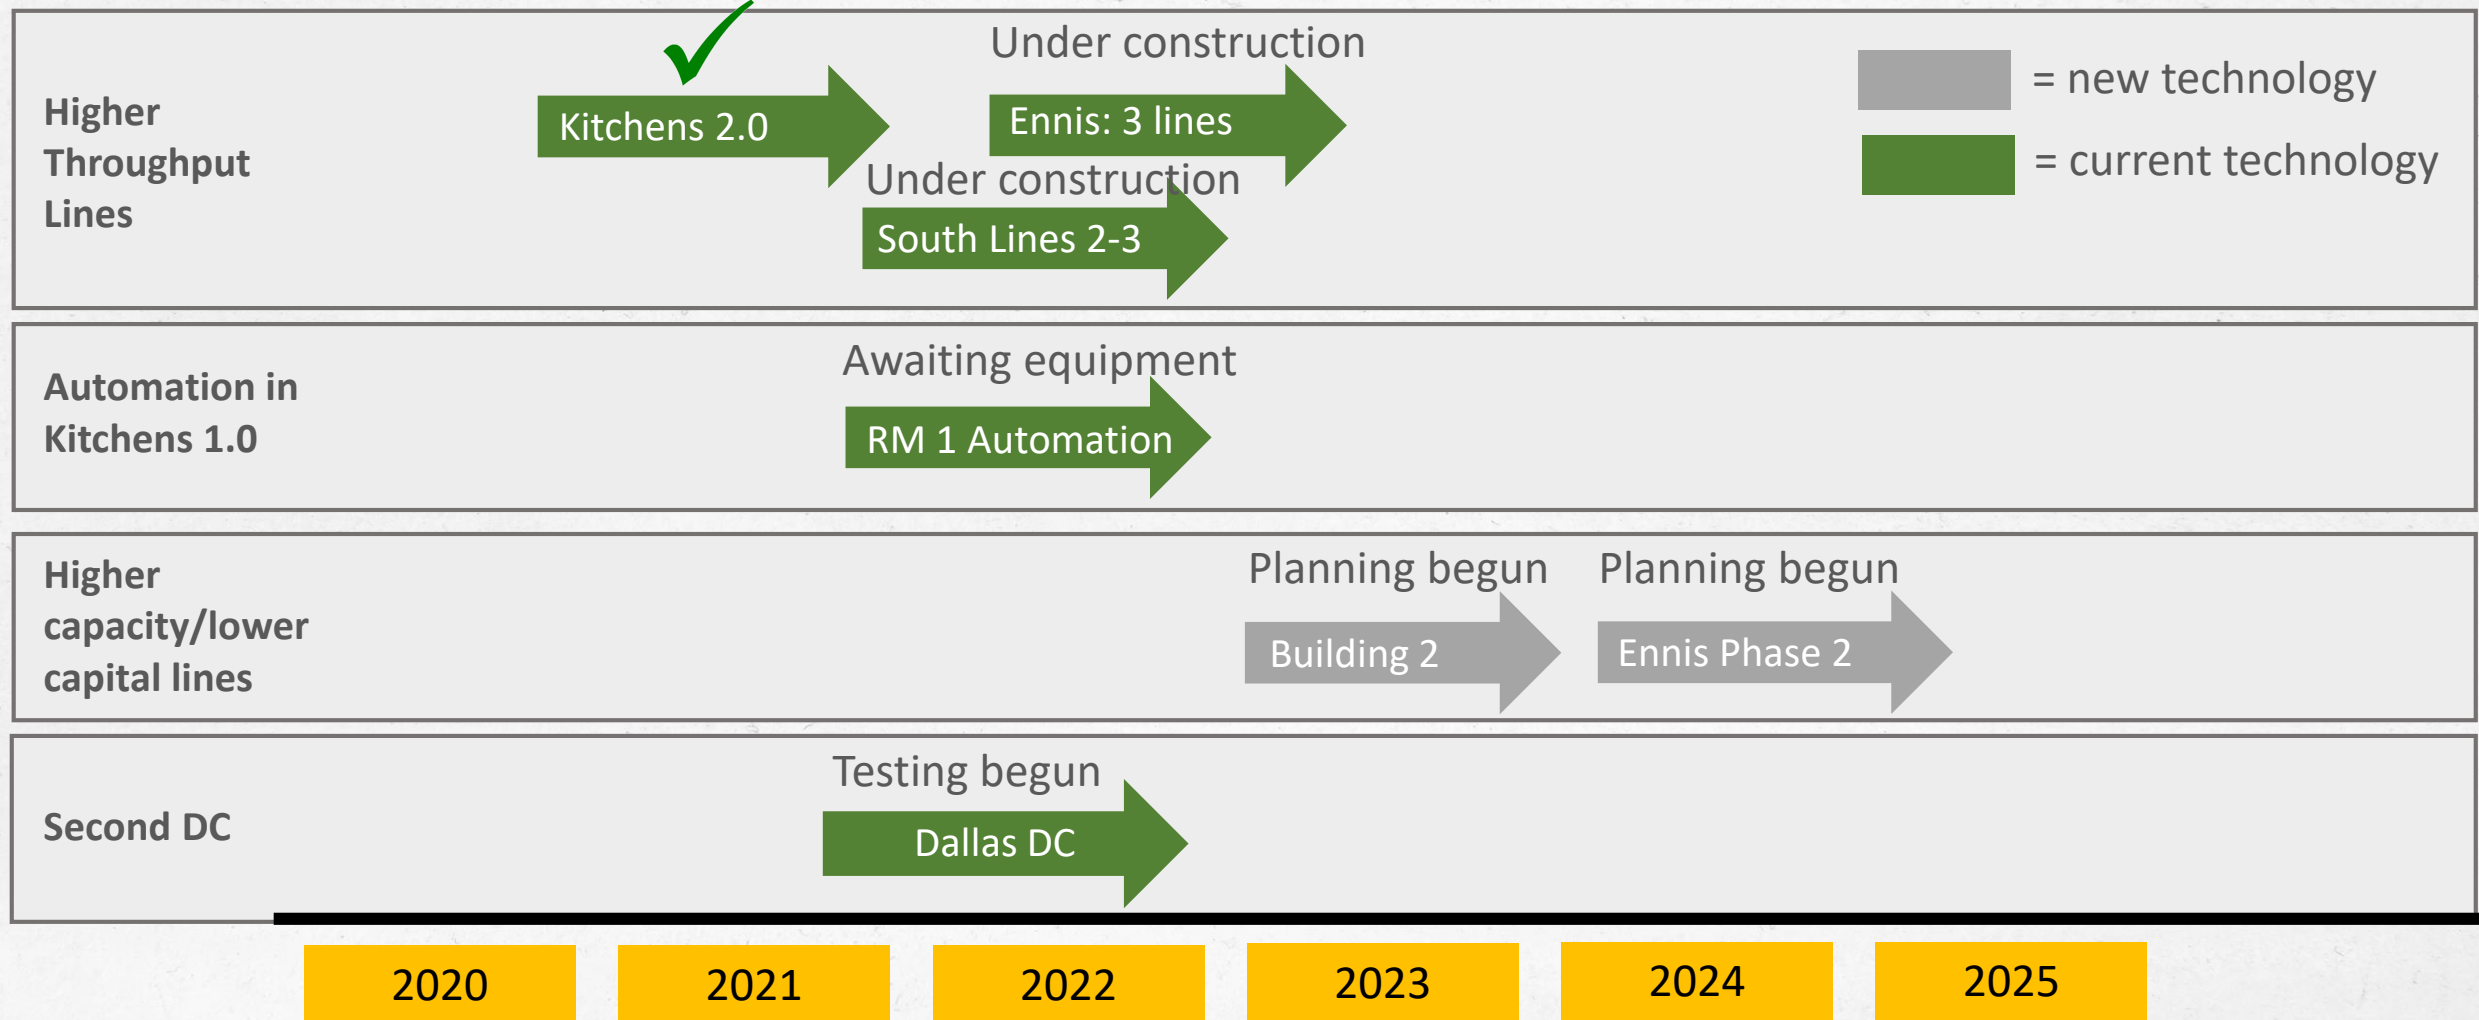 Higher
Throughput
Lines
Kitchens 2.0
Under construction
Ennis: 3 lines
Under construction
South Lines 2-3
= new technology
= current technology
Automation in
Kitchens 1.0
Awaiting equipment
RM 1 Automation
Higher
capacity/lower
capital lines
Planning begun
Building 2
Planning begun
Ennis Phase 2
Second DC
Testing begun
Dallas DC
2020
2021
2022
2023
2024
2025